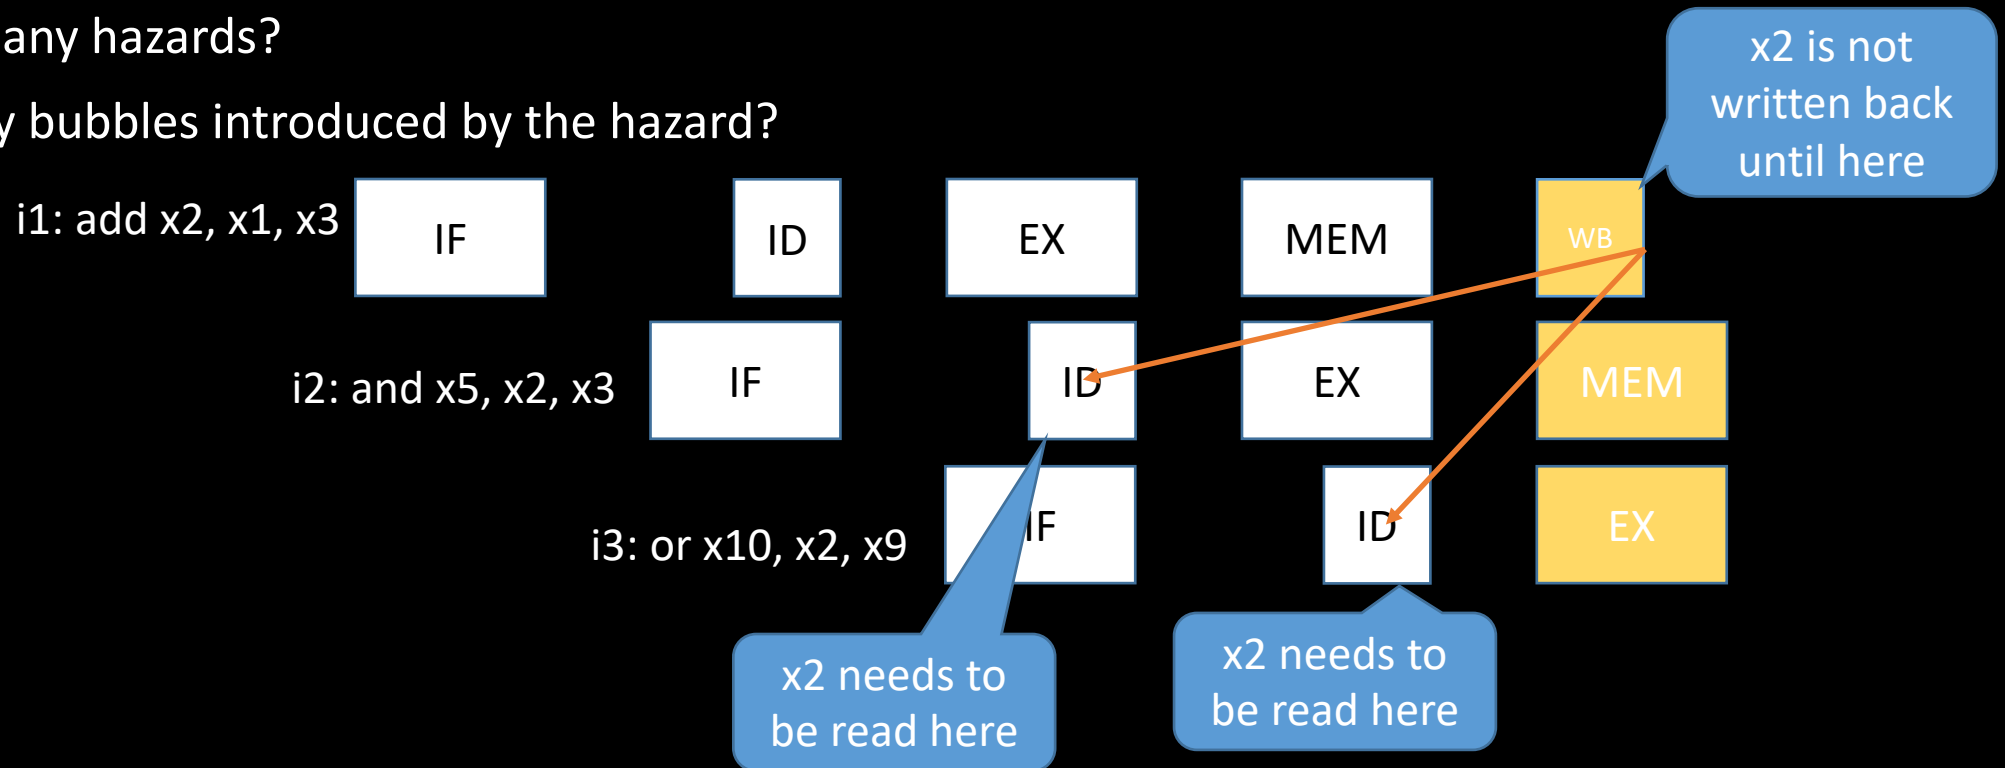 any hazards?
y bubbles introduced by the hazard?
x2 is not
written back
until here
i1: add x2, x1, x3
IF
ID
EX
MEM
WB
i2: and x5, x2, x3
IF
ID
EX
MEM
i3: or x10, x2, x9
IF
ID
EX
x2 needs to
be read here
x2 needs to
be read here